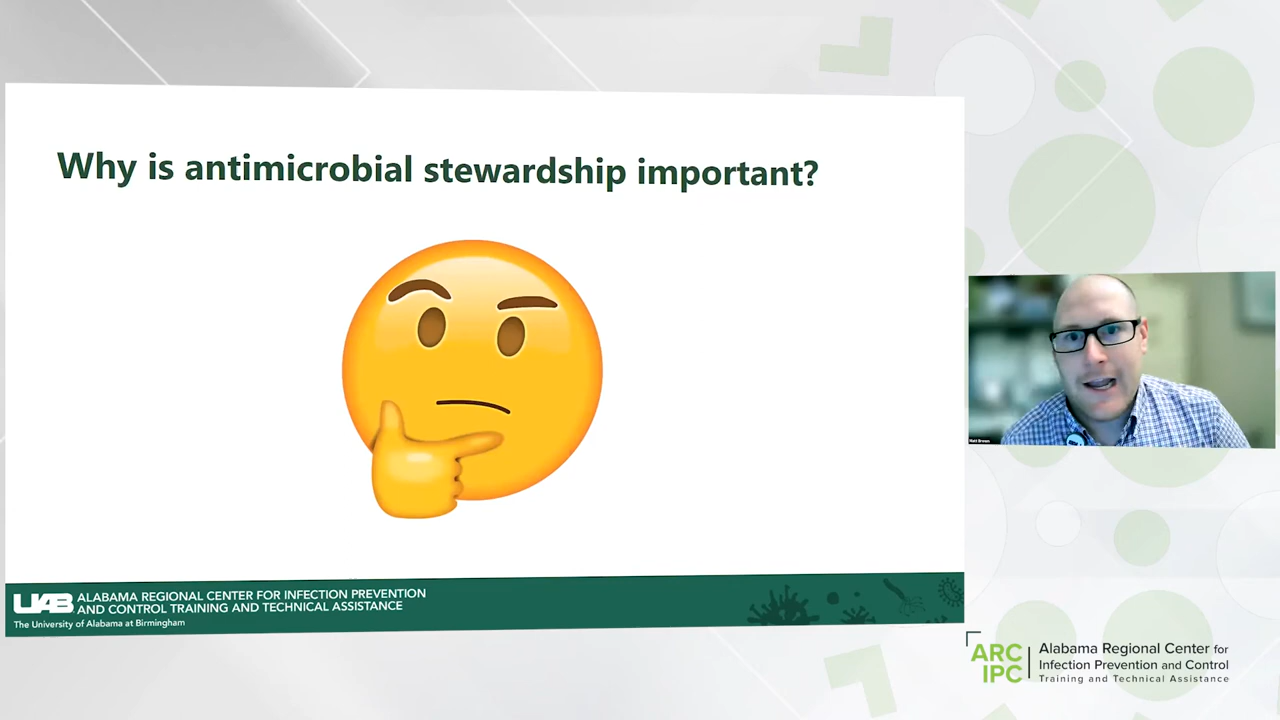 Why is antimicrobial stewardship important?
UAB ALABAMA REGIONAL CENTER FOR INFECTION PREVENTION
AND CONTROL TRAINING AND TECHNICAL ASSISTANCE
The University of Alabama at Birmingham
Matt Brown
ARC
IPC
Alabama Regional Center for
Infection Prevention and Control
Training and Technical Assistance